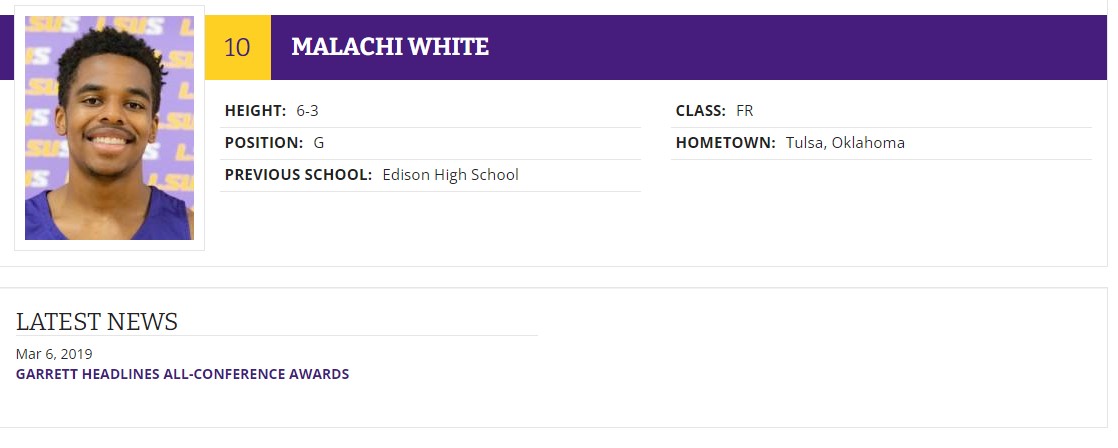 10 MALACHI WHITE
HEIGHT: 6-3
CLASS: FR
POSITION: G
HOMETOWN: Tulsa, Oklahoma
PREVIOUS SCHOOL: Edison High School
LATEST NEWS
Mar 6, 2019
GARRETT HEADLINES ALL-CONFERENCE AWARDS